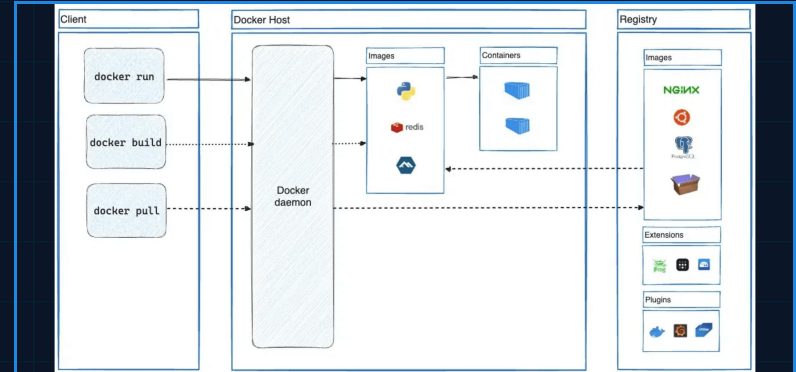 Client
docker run
docker build
docker pull
Docker Host
Docker
daemon
Images
redis
Containers
Registry
Images
NGINX
PostgreSQL
Extensions
Plugins